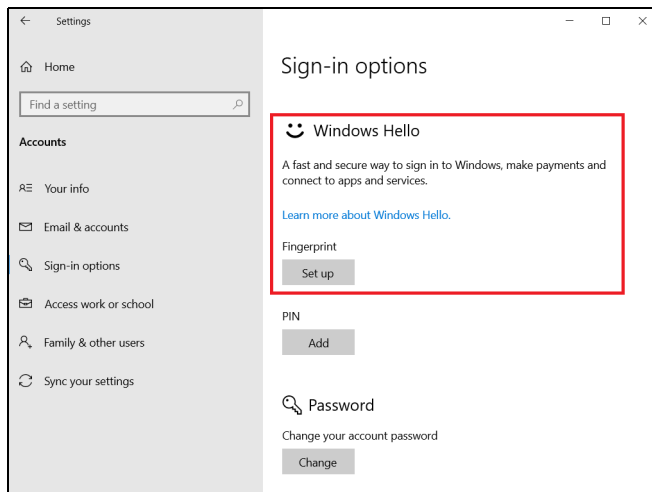 Settings
Home
Find a setting
Accounts
Your info
Email & accounts
Sign-in options
Access work or school
Family & other users
Sync your settings
Sign-in options
Windows Hello
A fast and secure way to sign in to Windows, make payments and
connect to apps and services.
Learn more about Windows Hello.
Fingerprint
Set up
PIN
Add
Password
Change your account password
Change